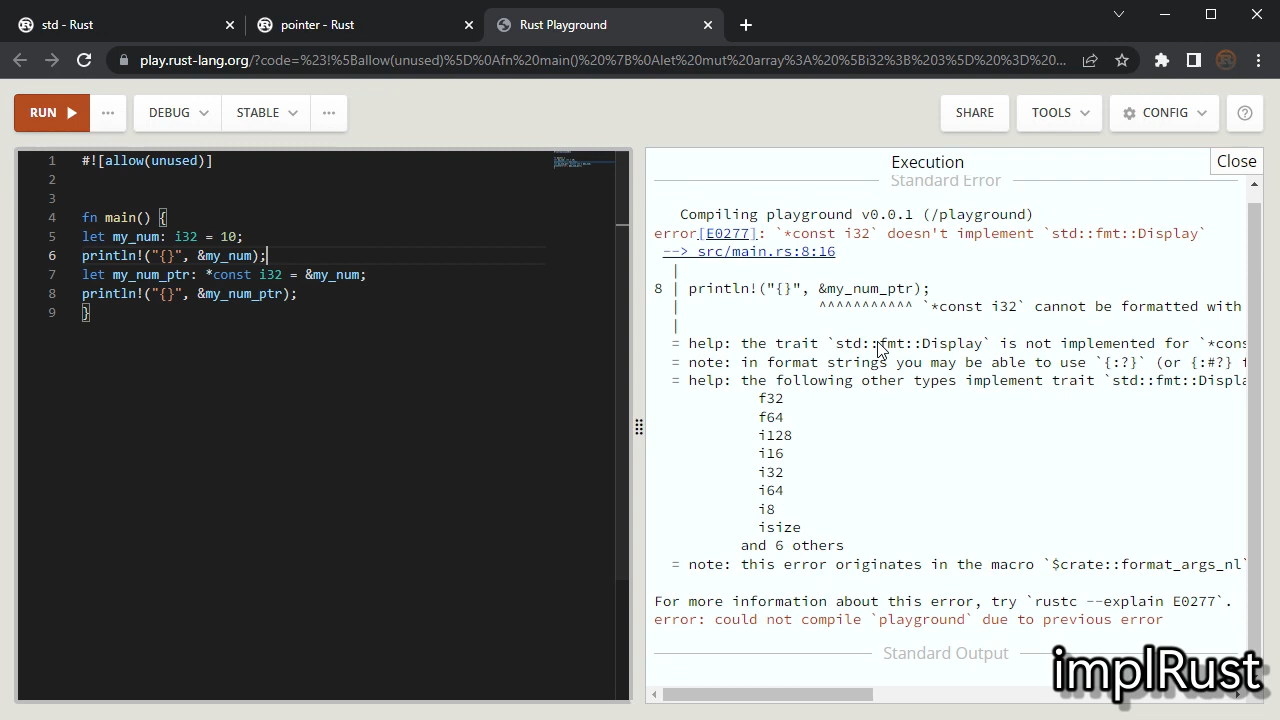 std - Rust
pointer - Rust
Rust Playground
play.rust-lang.org/?code=%23!%5Ballow(unused)%5D%0Afn%20main()%20%7B%0Alet%20mut%20array%3A%20%5Bi32%3B%203%5D%20%3D%20...
RUN
DEBUG
STABLE
SHARE
TOOLS
CONFIG
1 #![allow(unused)]
2
3
4 fn main() {
5 let my_num: i32 = 10;
6 println!("{}", &my_num);
7 let my_num_ptr: *const i32 = &my_num;
8 println!("{}", &my_num_ptr);
9 }
Execution
Close
Standard Error
Compiling playground v0.0.1 (/playground)
error[E0277]: `*const i32` doesn't implement `std::fmt::Display`
--> src/main.rs:8:16
|
8 | println!("{}", &my_num_ptr);
| ^^^^^^^^^^^ `*const i32` cannot be formatted with
|
= help: the trait `std::fmt::Display` is not implemented for `*cons
= note: in format strings you may be able to use `{:?}` (or {:#?} f
= help: the following other types implement trait `std::fmt::Displa
f32
f64
i128
i16
i32
i64
i8
isize
and 6 others
= note: this error originates in the macro `$crate::format_args_nl`
For more information about this error, try `rustc --explain E0277`.
error: could not compile `playground` due to previous error
Standard Output
implRust